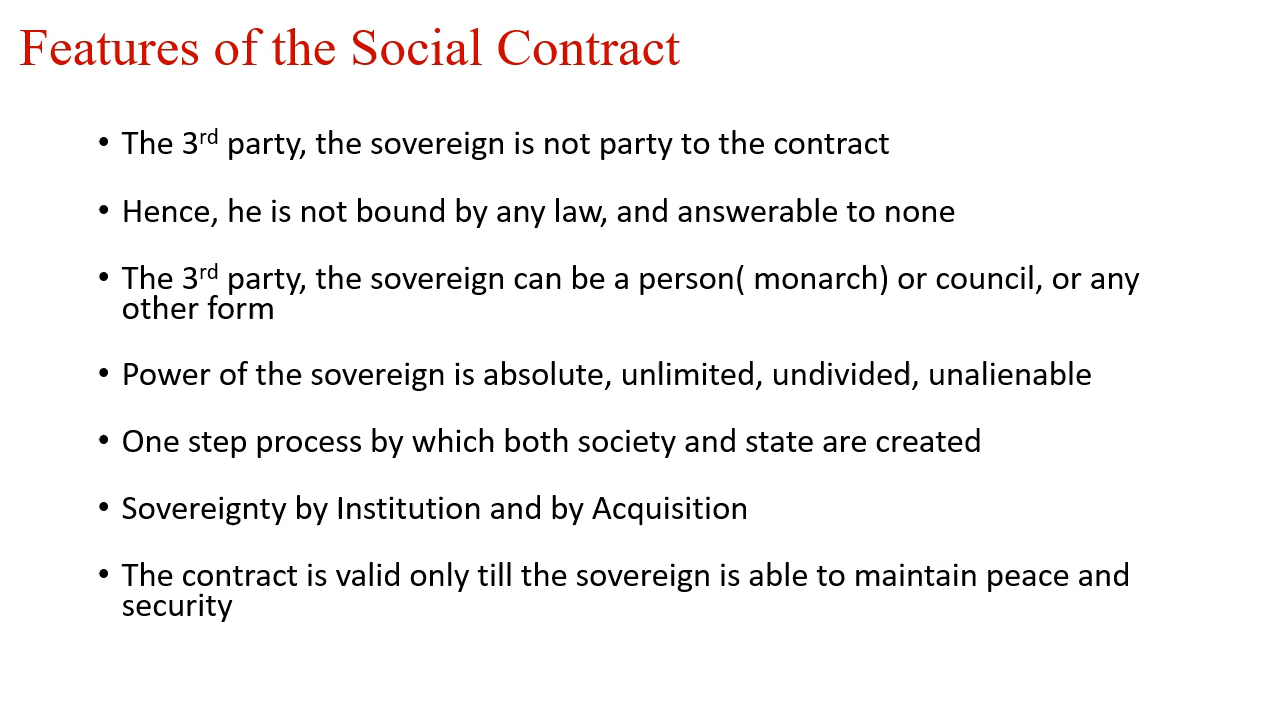 Features of the Social Contract
• The 3rd party, the sovereign is not party to the contract
• Hence, he is not bound by any law, and answerable to none
• The 3rd party, the sovereign can be a person( monarch) or council, or any
other form
• Power of the sovereign is absolute, unlimited, undivided, unalienable
• One step process by which both society and state are created
• Sovereignty by Institution and by Acquisition
• The contract is valid only till the sovereign is able to maintain peace and
security